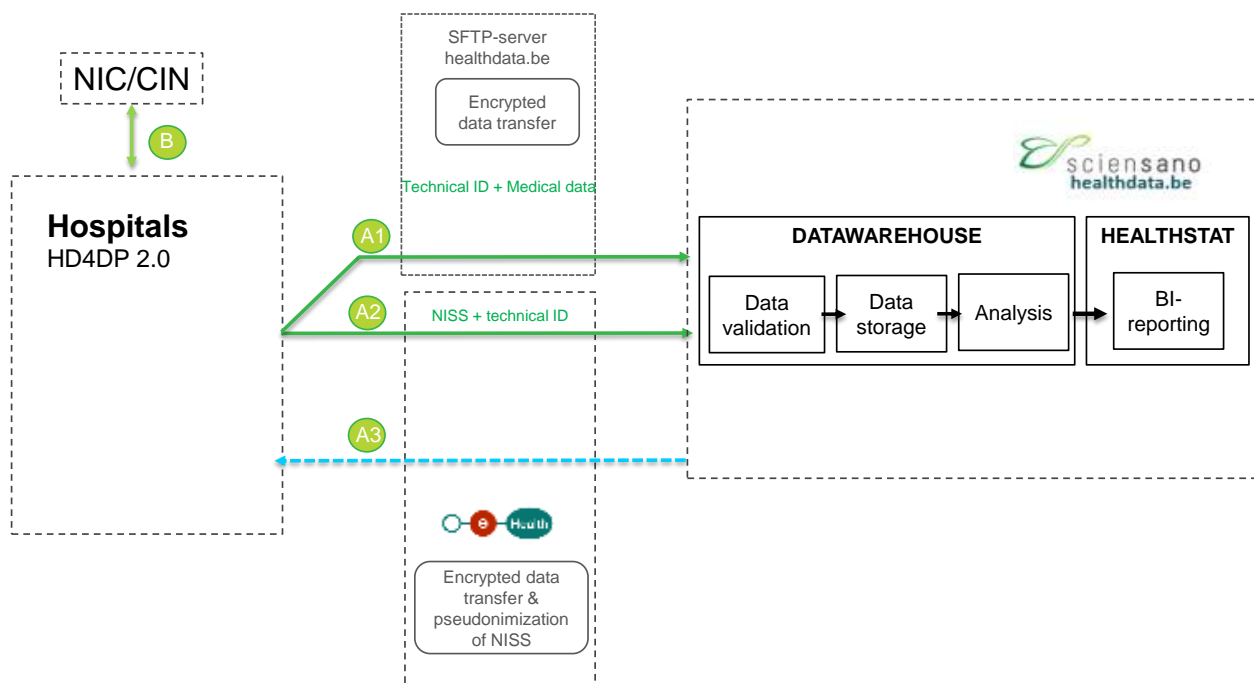 NIC/CIN
B
Hospitals
HD4DP 2.0
SFTP-server
healthdata.be
Encrypted
data transfer
Technical ID + Medical data
A1
A2
NISS + technical ID
A3
e
Health
Encrypted data
transfer &
pseudonimization
of NISS
sciensano
healthdata.be
DATAWAREHOUSE
Data
validation
Data
storage
Analysis
HEALTHSTAT
BI-
reporting